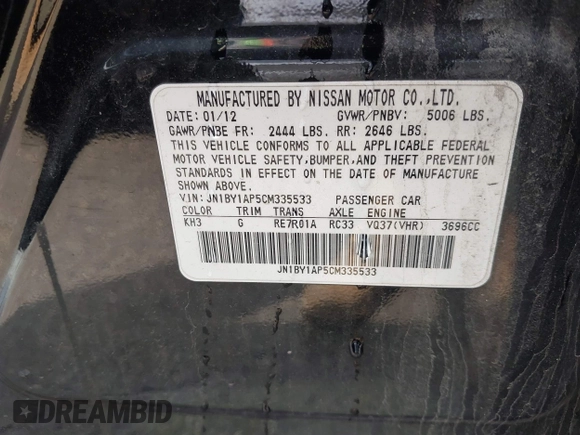 MANUFACTURED BY NISSAN MOTOR CO.,LTD.
DATE: 01/12 GVWR/PNBV: 5006 LBS.
GAWR/PNBE FR: 2444 LBS. RR: 2646 LBS.
THIS VEHICLE CONFORMS TO ALL APPLICABLE FEDERAL
MOTOR VEHICLE SAFETY, BUMPER, AND THEFT PREVENTION
STANDARDS IN EFFECT ON THE DATE OF MANUFACTURE
SHOWN ABOVE.
VIN: JN1BY1AP5CM335533 PASSENGER CAR
COLOR TRIM TRANS AXLE ENGINE
KH3 G RE7R01A RC33 VQ37(VHR) 3696CC
JN1BY1AP5CM335533
DREAMBID